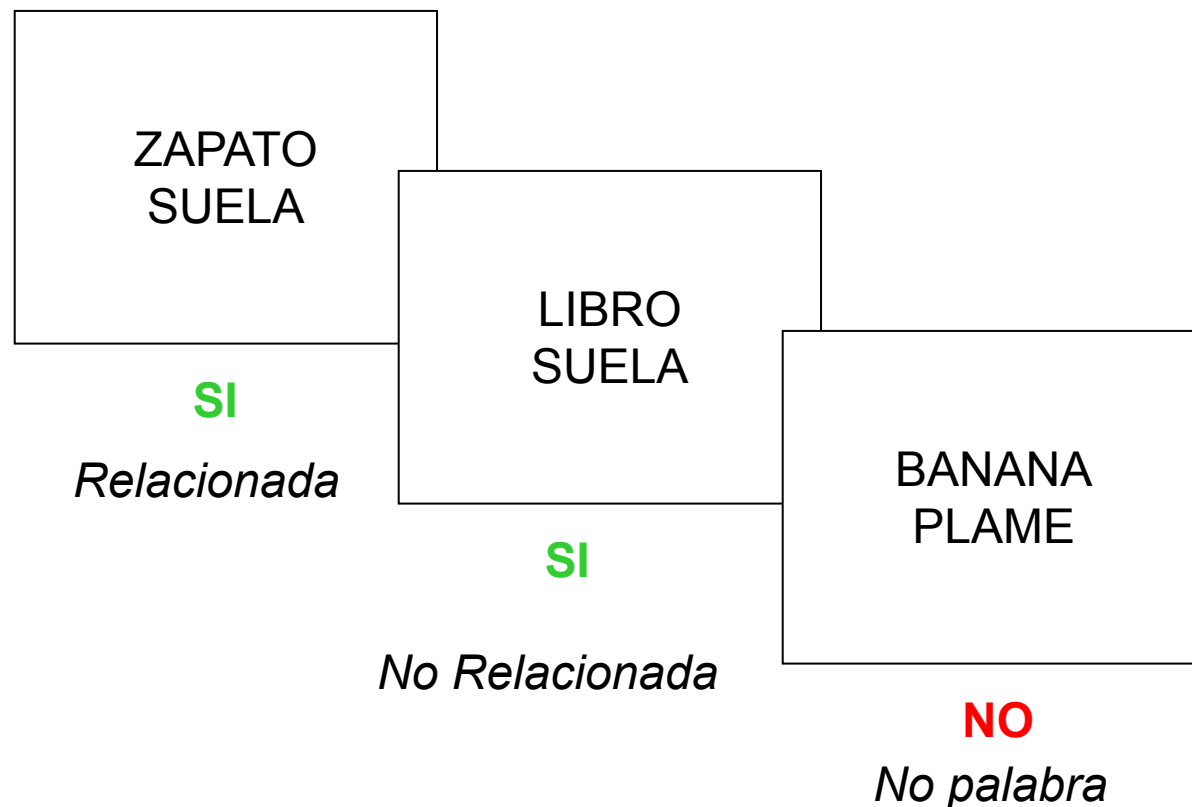 ZAPATO
SUELA
SI
Relacionada
LIBRO
SUELA
SI
No Relacionada
BANANA
PLAME
NO
No palabra